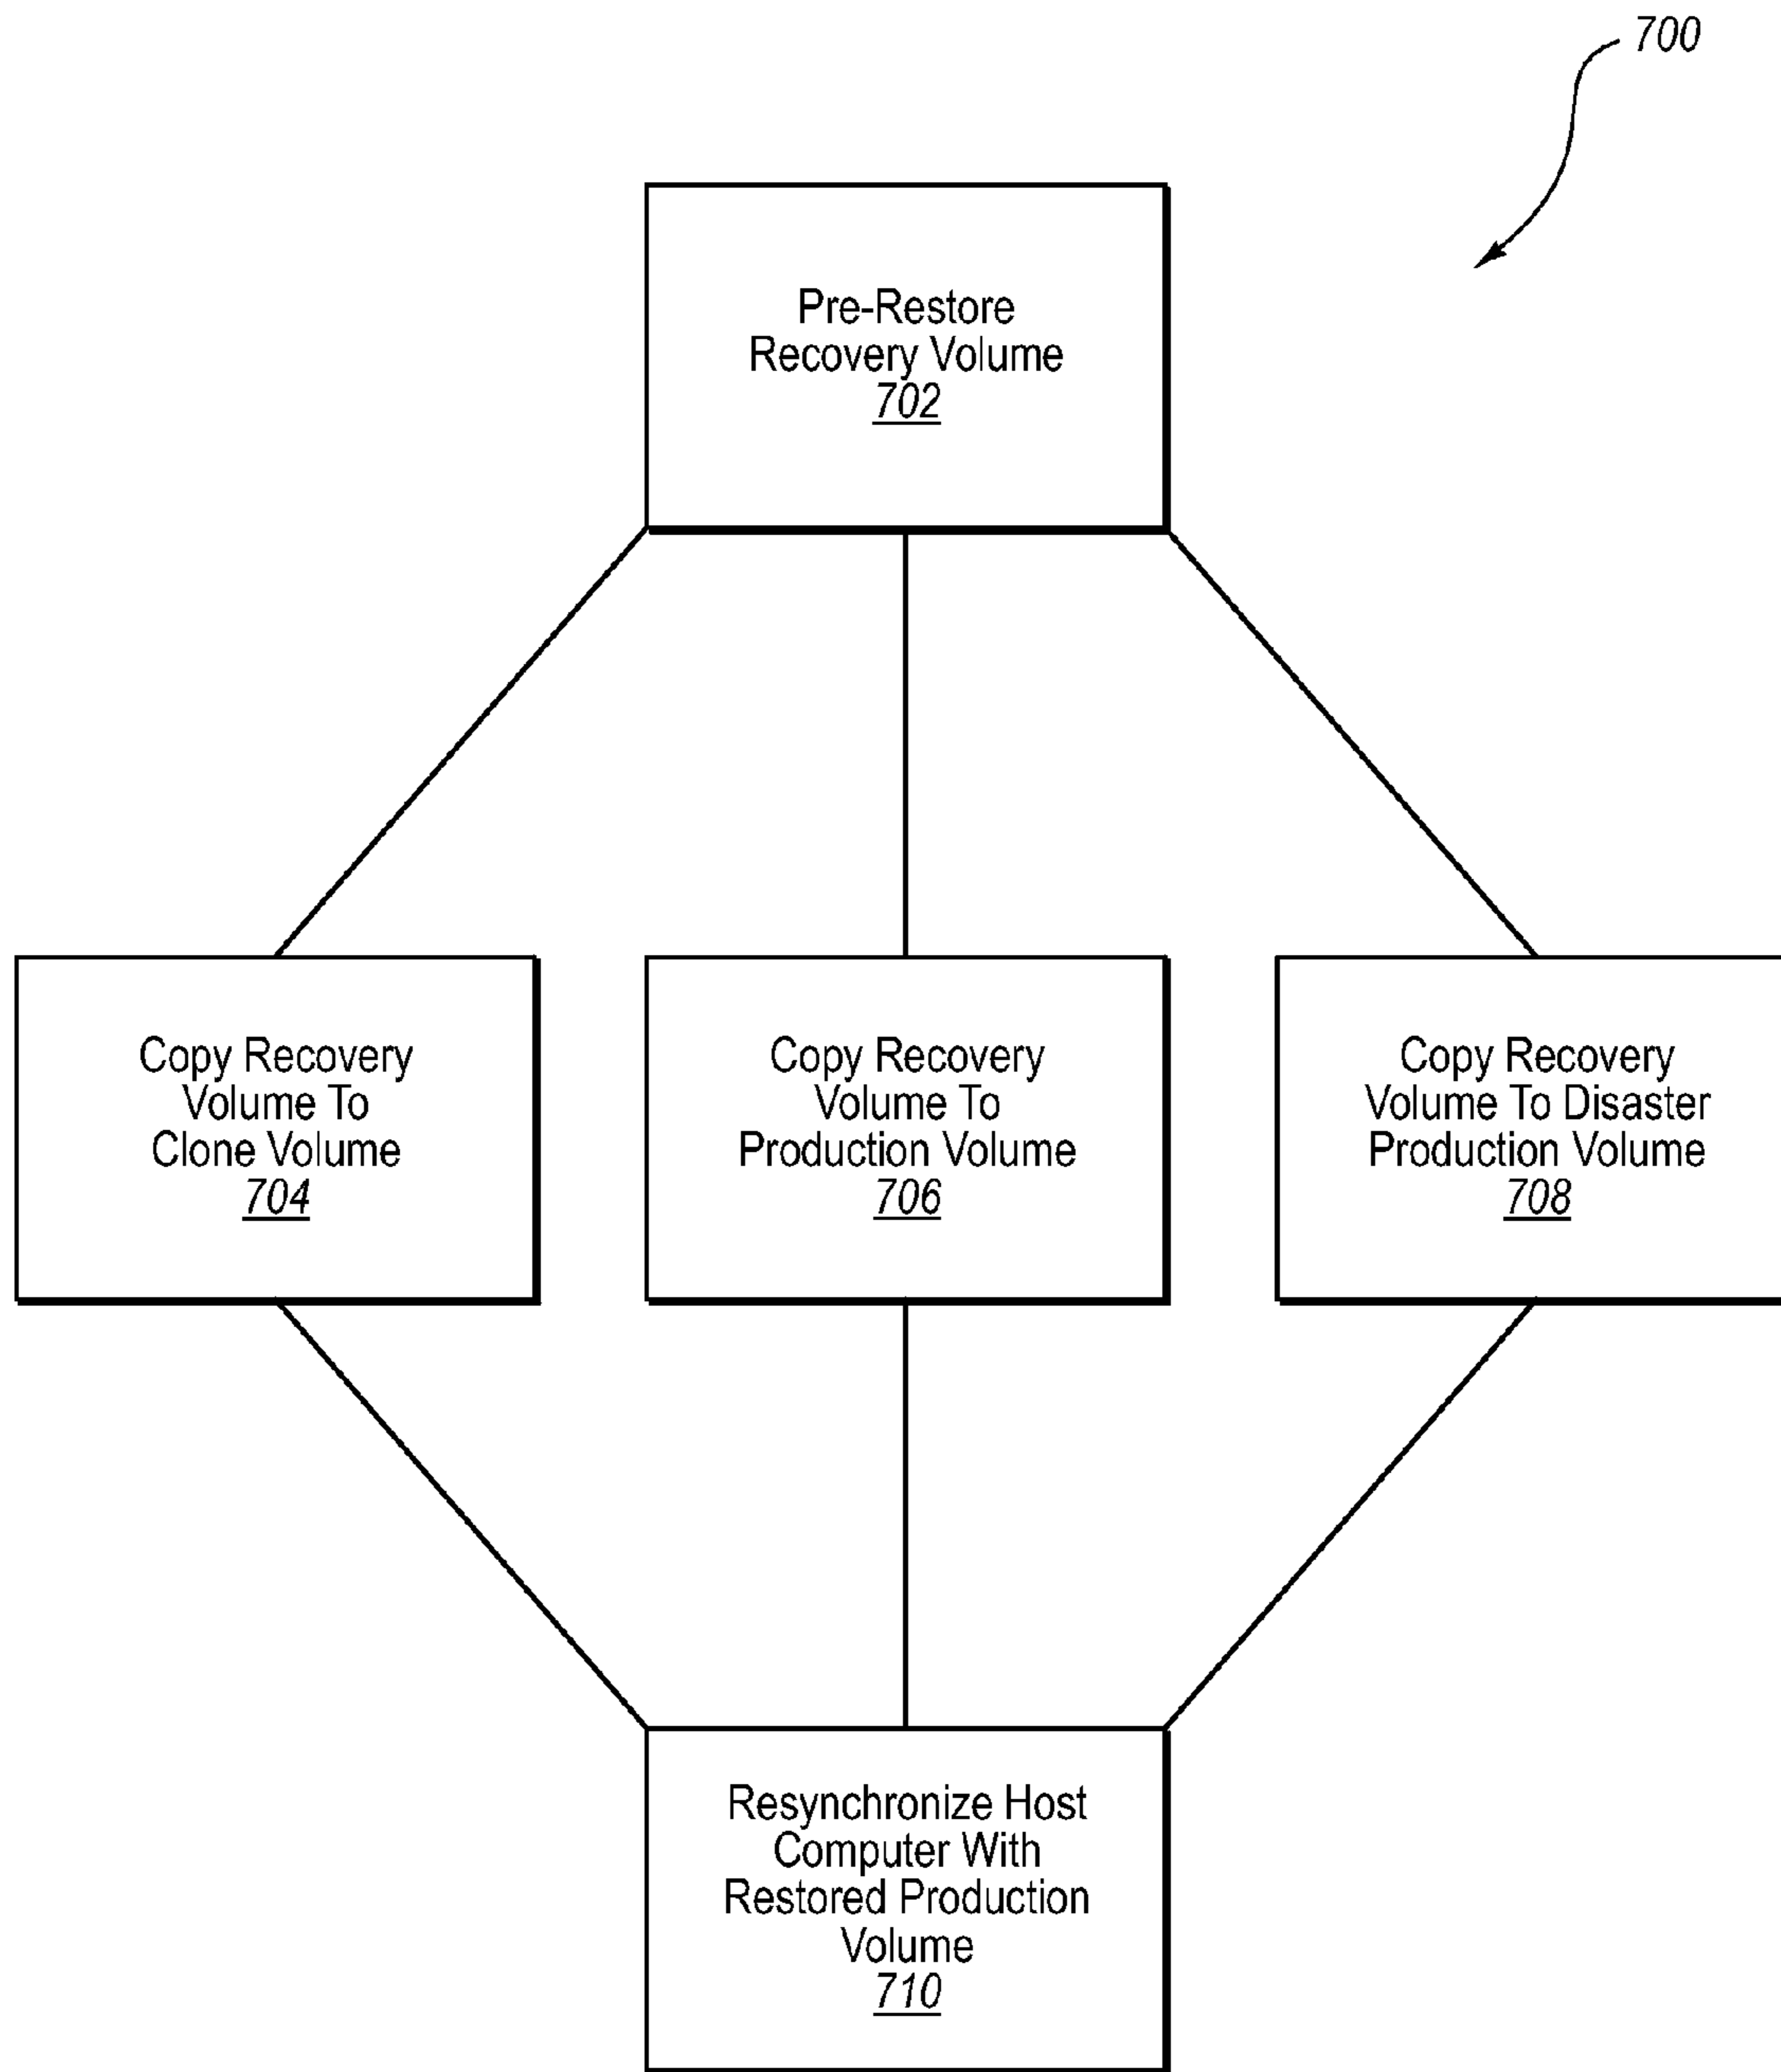 700
Pre-Restore
Recovery Volume
702
Copy Recovery
Volume To
Clone Volume
704
Copy Recovery
Volume To
Production Volume
706
Copy Recovery
Volume To Disaster
Production Volume
708
Resynchronize Host
Computer With
Restored Production
Volume
710